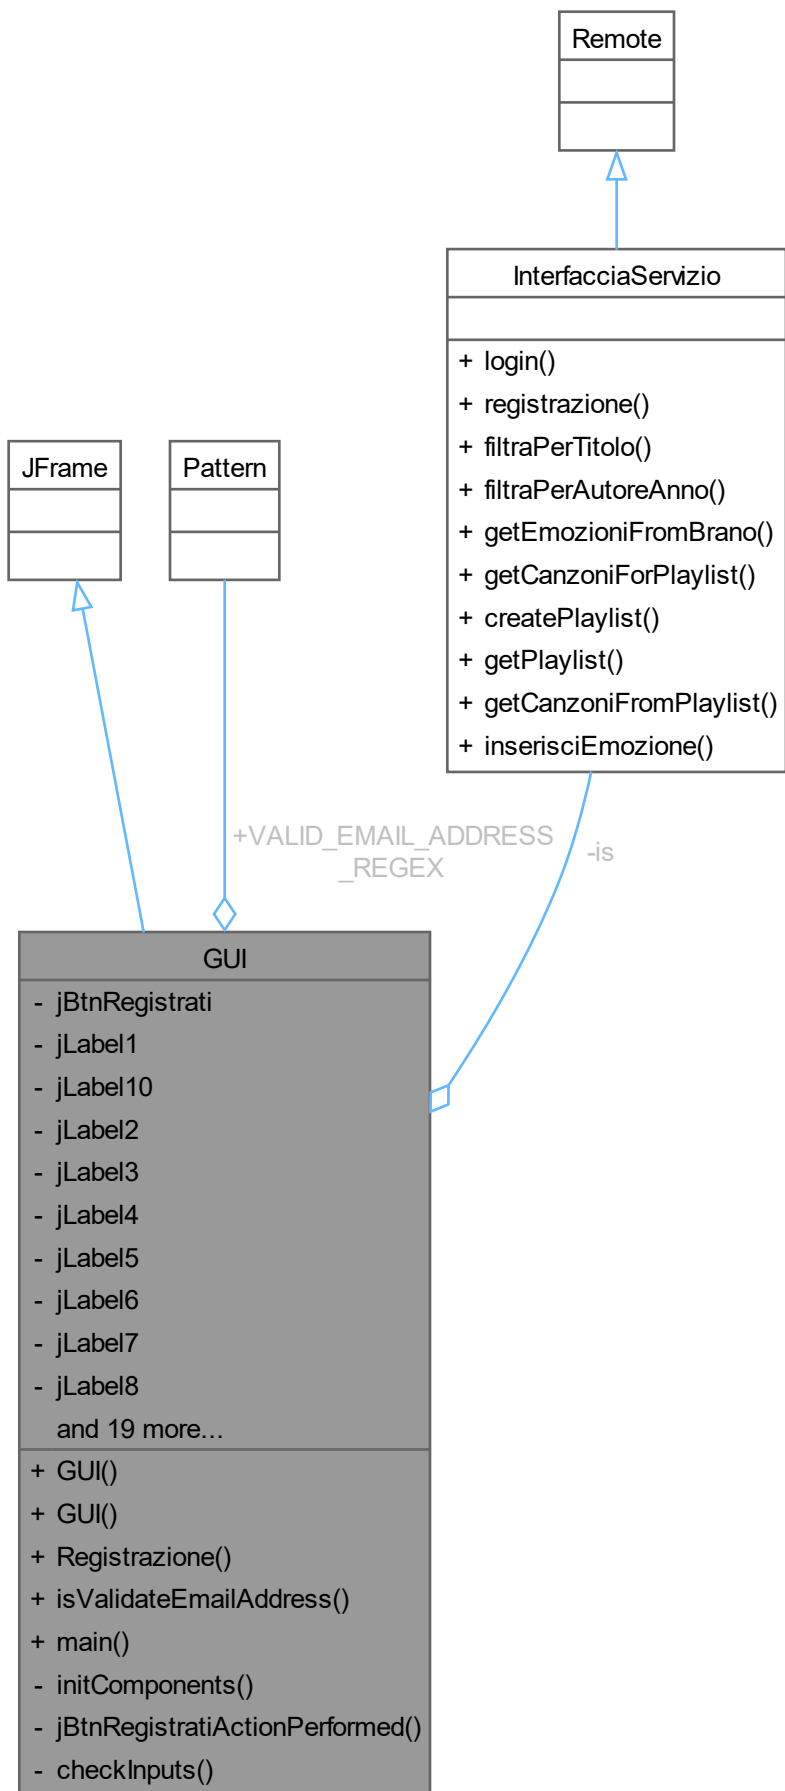 Remote
InterfacciaServizio
+ login()
+ registrazione()
+ filtraPerTitolo()
+ filtraPerAutoreAnno()
+ getEmozioniFromBrano()
+ getCanzoniForPlaylist()
+ createPlaylist()
+ getPlaylist()
+ getCanzoniFromPlaylist()
+ inserisciEmozione()
JFrame
Pattern
+VALID_EMAIL_ADDRESS
_REGEX
-is
GUI
- jBtnRegistrati
- jLabel1
- jLabel10
- jLabel2
- jLabel3
- jLabel4
- jLabel5
- jLabel6
- jLabel7
- jLabel8
and 19 more...
+ GUI()
+ GUI()
+ Registrazione()
+ isValidateEmailAddress()
+ main()
- initComponents()
- jBtnRegistratiActionPerformed()
- checkInputs()